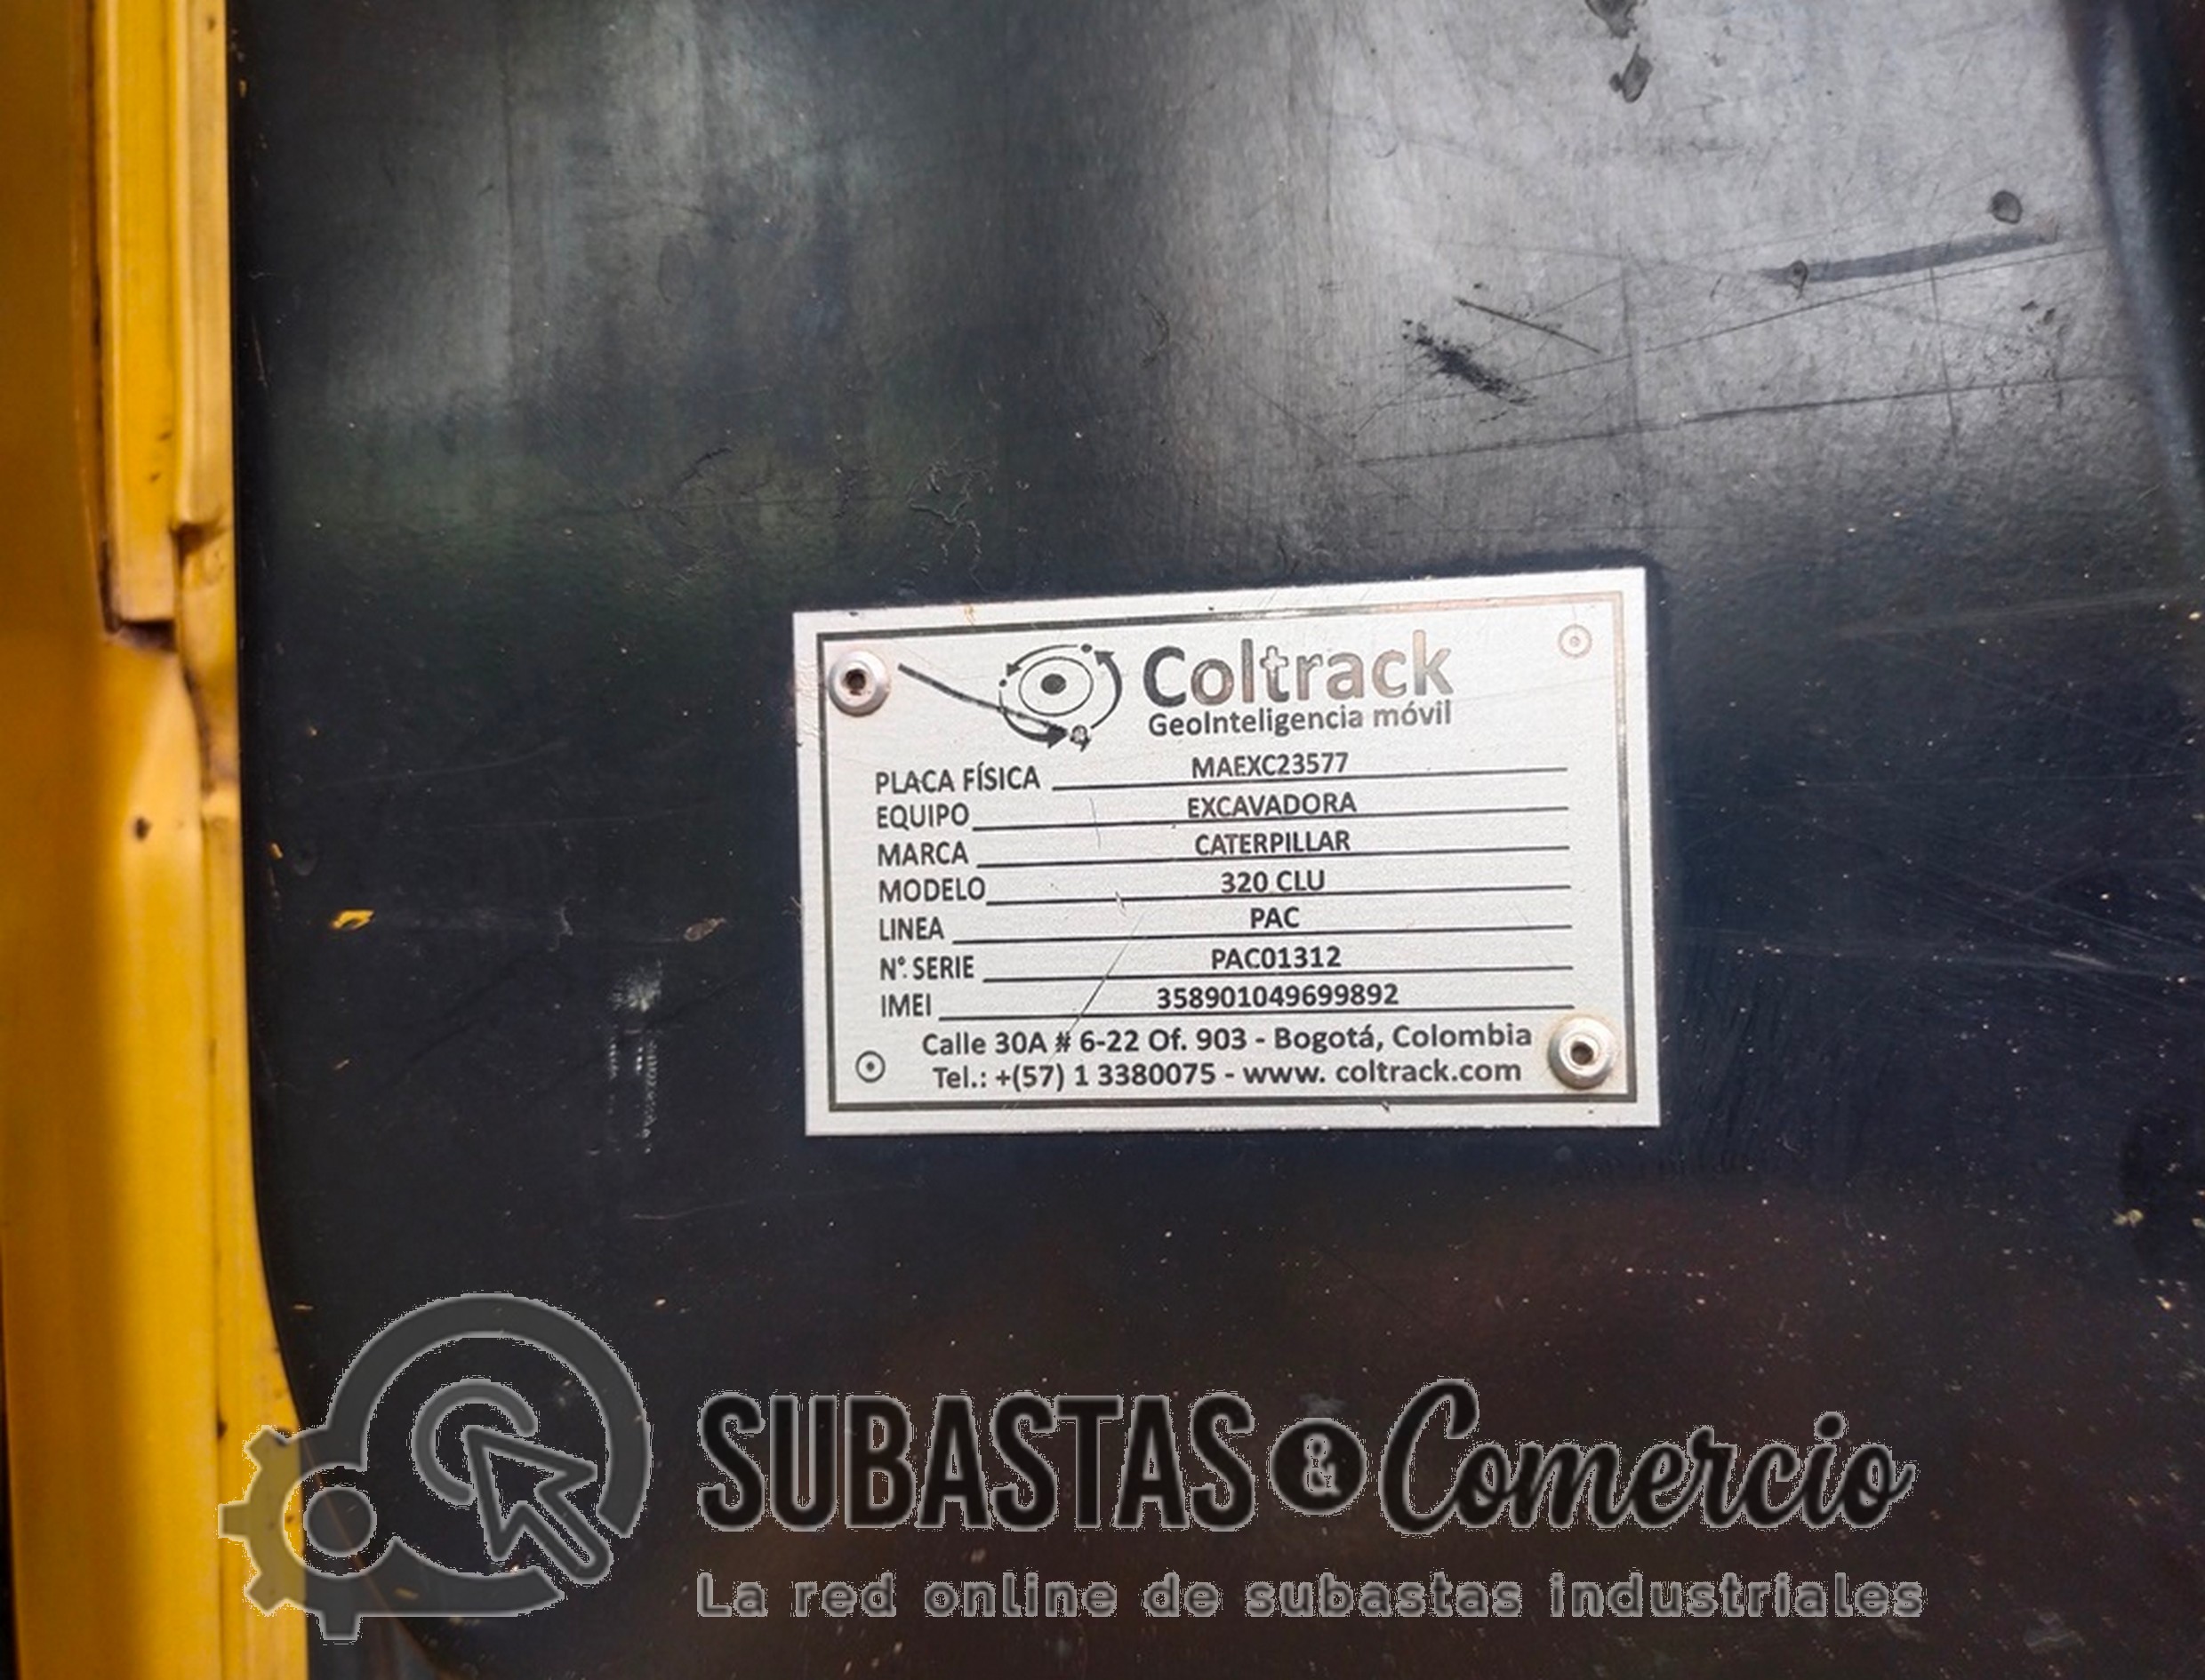 Coltrack
GeoInteligencia móvil
PLACA FÍSICA MAEXC23577
EQUIPO EXCAVADORA
MARCA CATERPILLAR
MODELO 320 CLU
LINEA PAC
N°. SERIE PAC01312
IMEI 358901049699892
Calle 30A # 6-22 Of. 903 - Bogotá, Colombia
Tel.: +(57) 1 3380075 - www. coltrack.com
SUBASTAS & Comercio
La red online de subastas industriales